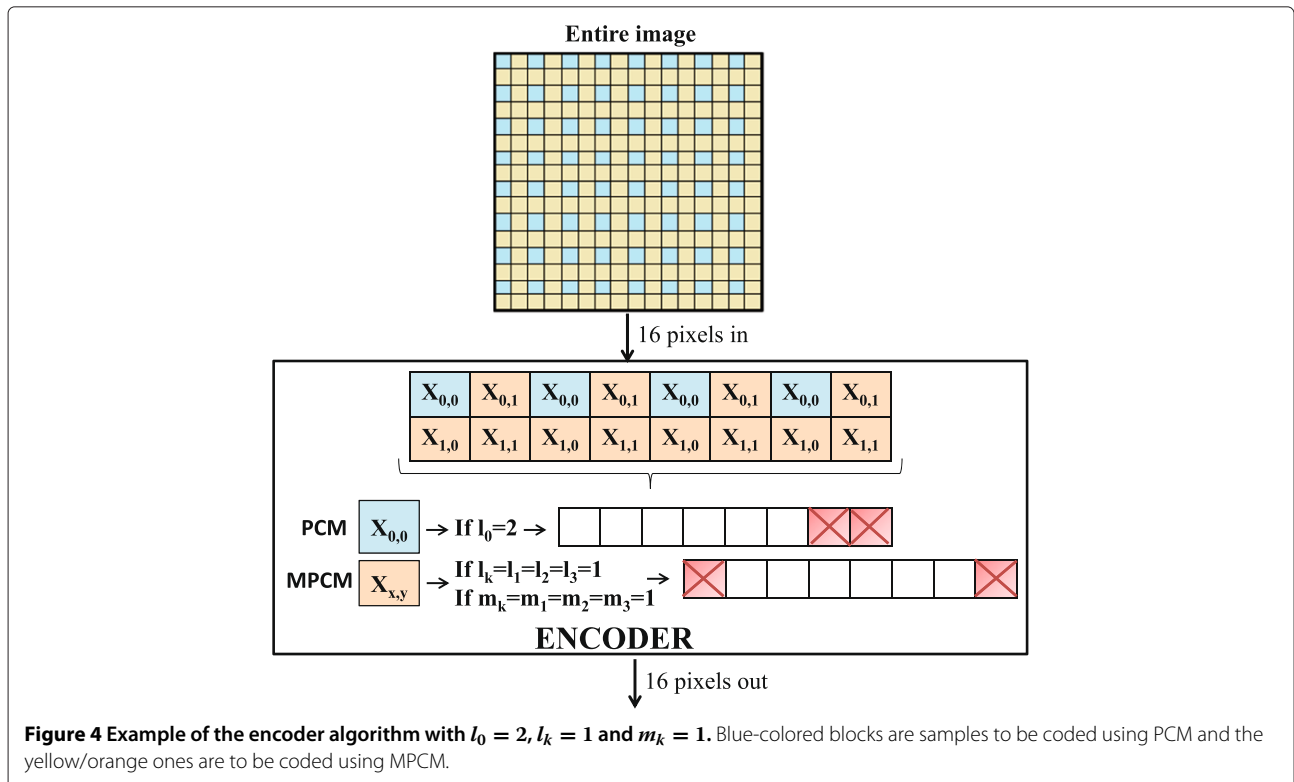 Entire image
16 pixels in
X0,0 X0,1 X0,0 X0,1 X0,0 X0,1 X0,0 X0,1
X1,0 X1,1 X1,0 X1,1 X1,0 X1,1 X1,0 X1,1
PCM X0,0 → If l0=2 →
MPCM Xx,y → If lk=l1=l2=l3=1 →
If mk=m1=m2=m3=1
ENCODER
16 pixels out
Figure 4 Example of the encoder algorithm with l0 = 2, lk = 1 and mk = 1. Blue-colored blocks are samples to be coded using PCM and the
yellow/orange ones are to be coded using MPCM.